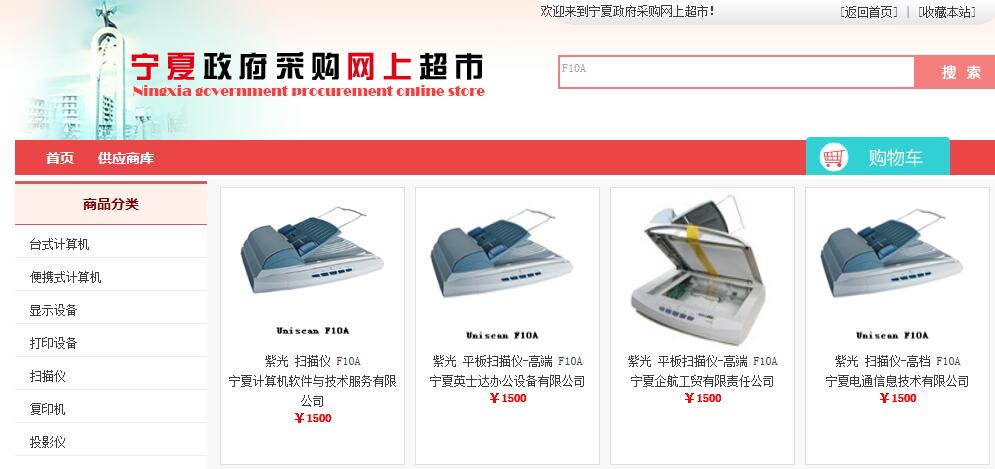 欢迎来到宁夏政府采购网上超市！
[返回首页] | [收藏本站]
宁夏政府采购网上超市
Ningxia government procurement online store
F10A
搜 索
首页 供应商库
购物车
商品分类
台式计算机
便携式计算机
显示设备
打印设备
扫描仪
复印机
投影仪
Uniscan F10A
紫光 扫描仪 F10A
宁夏计算机软件与技术服务有限
公司
￥1500
Uniscan F10A
紫光 平板扫描仪-高端 F10A
宁夏英士达办公设备有限公司
￥1500
紫光 平板扫描仪-高端 F10A
宁夏企航工贸有限责任公司
￥1500
Uniscan F10A
紫光 扫描仪-高档 F10A
宁夏电通信息技术有限公司
￥1500